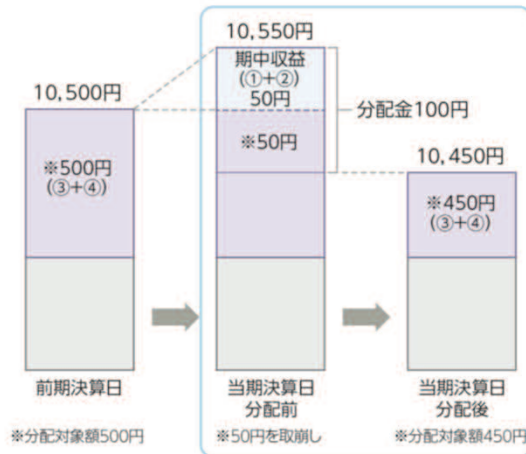 10,550円
期中収益
(①+②)
50円
10,500円
分配金100円
※50円
10,450円
※500円
(③+④)
※450円
(③+④)
前期決算日
当期決算日
分配前
当期決算日
分配後
※分配対象額500円
※50円を取崩し
※分配対象額450円